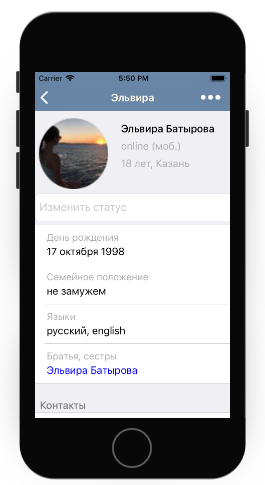 Carrier 5:50 PM
Эльвира
Эльвира Батырова
online (моб.)
18 лет, Казань
Изменить статус
День рождения
17 октября 1998
Семейное положение
не замужем
Языки
русский, english
Братья, сестры
Эльвира Батырова
Контакты